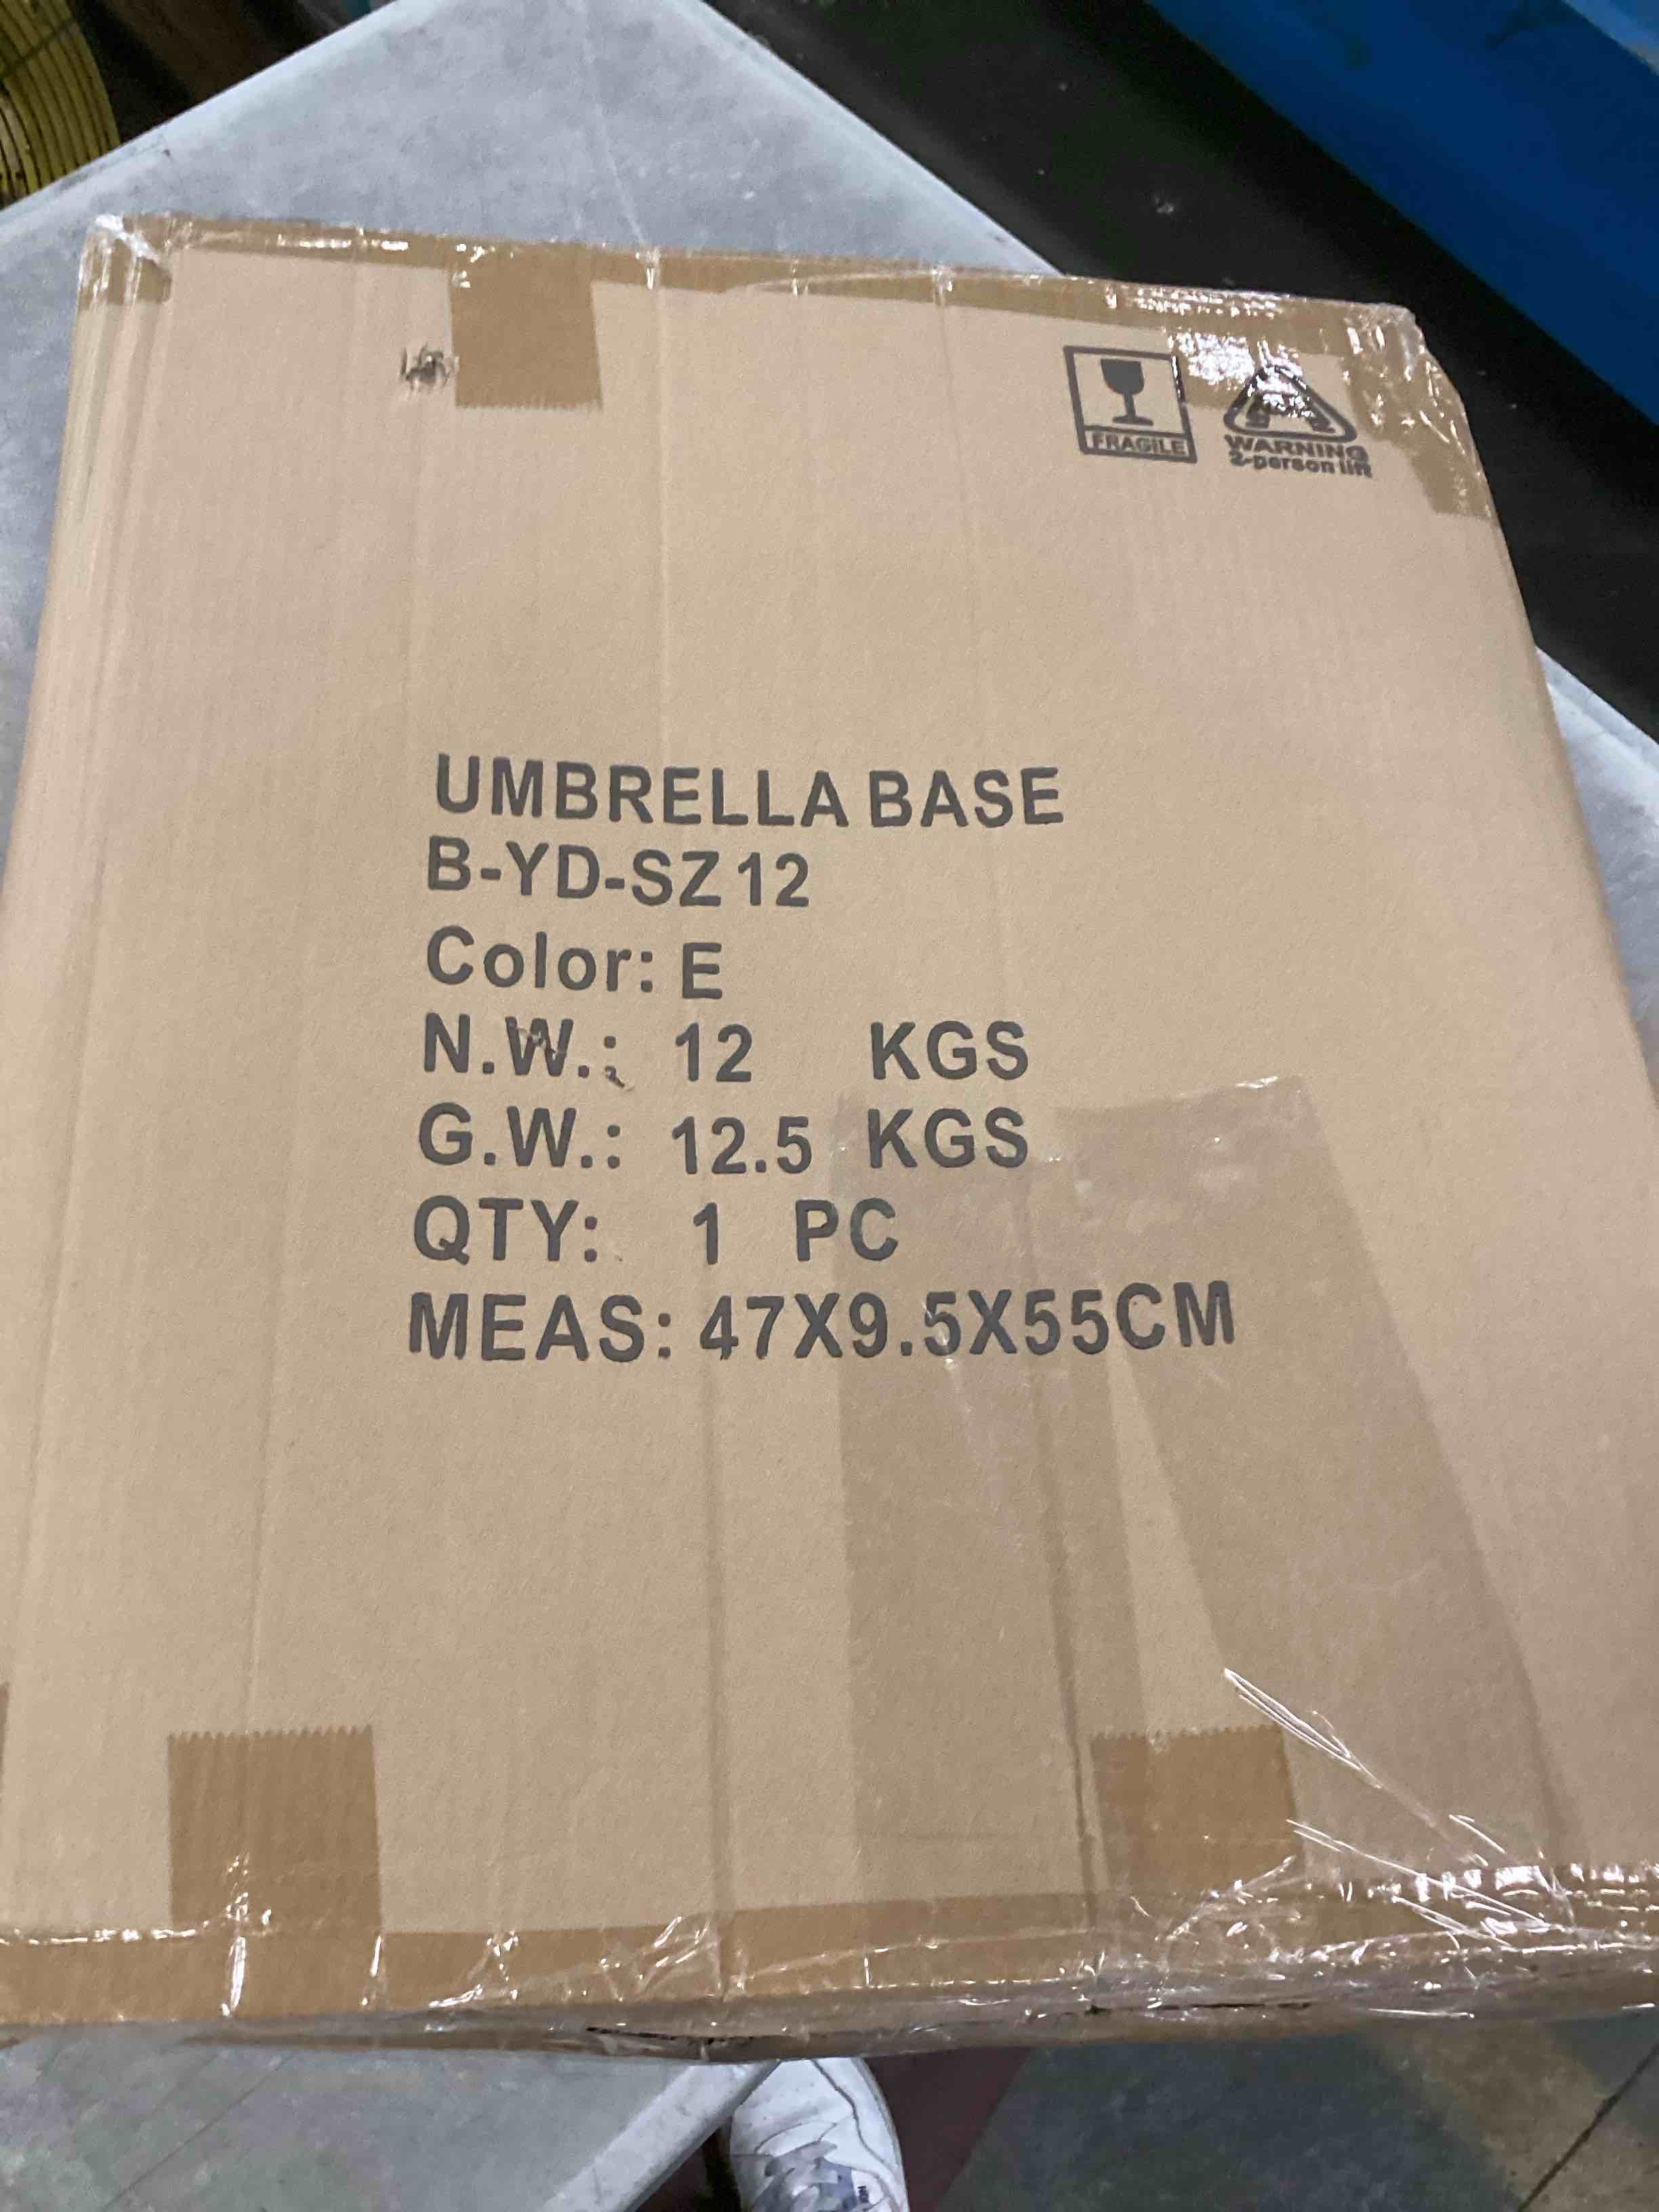 FRAGILE
WARNING
2-person lift
UMBRELLA BASE
B-YD-SZ12
Color: E
N.W.: 12 KGS
G.W.: 12.5 KGS
QTY: 1 PC
MEAS: 47X9.5X55CM